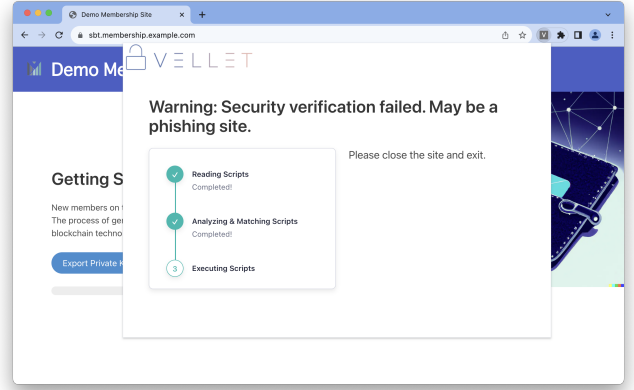 Demo Membership Site
sbt.membership.example.com
V
Demo Me
VELLET
Warning: Security verification failed. May be a
phishing site.
Reading Scripts
Completed!
Analyzing & Matching Scripts
Completed!
3
Executing Scripts
Please close the site and exit.
Getting S
New members on
The process of ge
blockchain techno
Export Private K